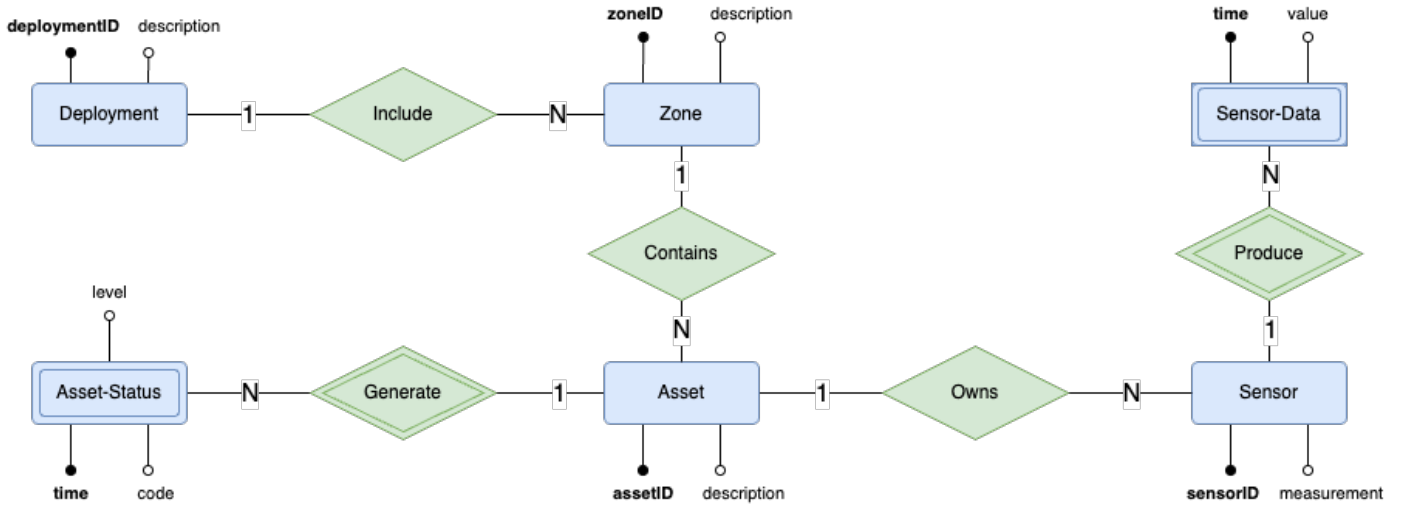 deploymentID description
zoneID description
time value
Deployment 1 Include N Zone
Sensor-Data
1
N
Contains
Produce
level
N
1
Asset-Status N Generate 1 Asset 1 Owns N Sensor
time code
assetID description
sensorID measurement